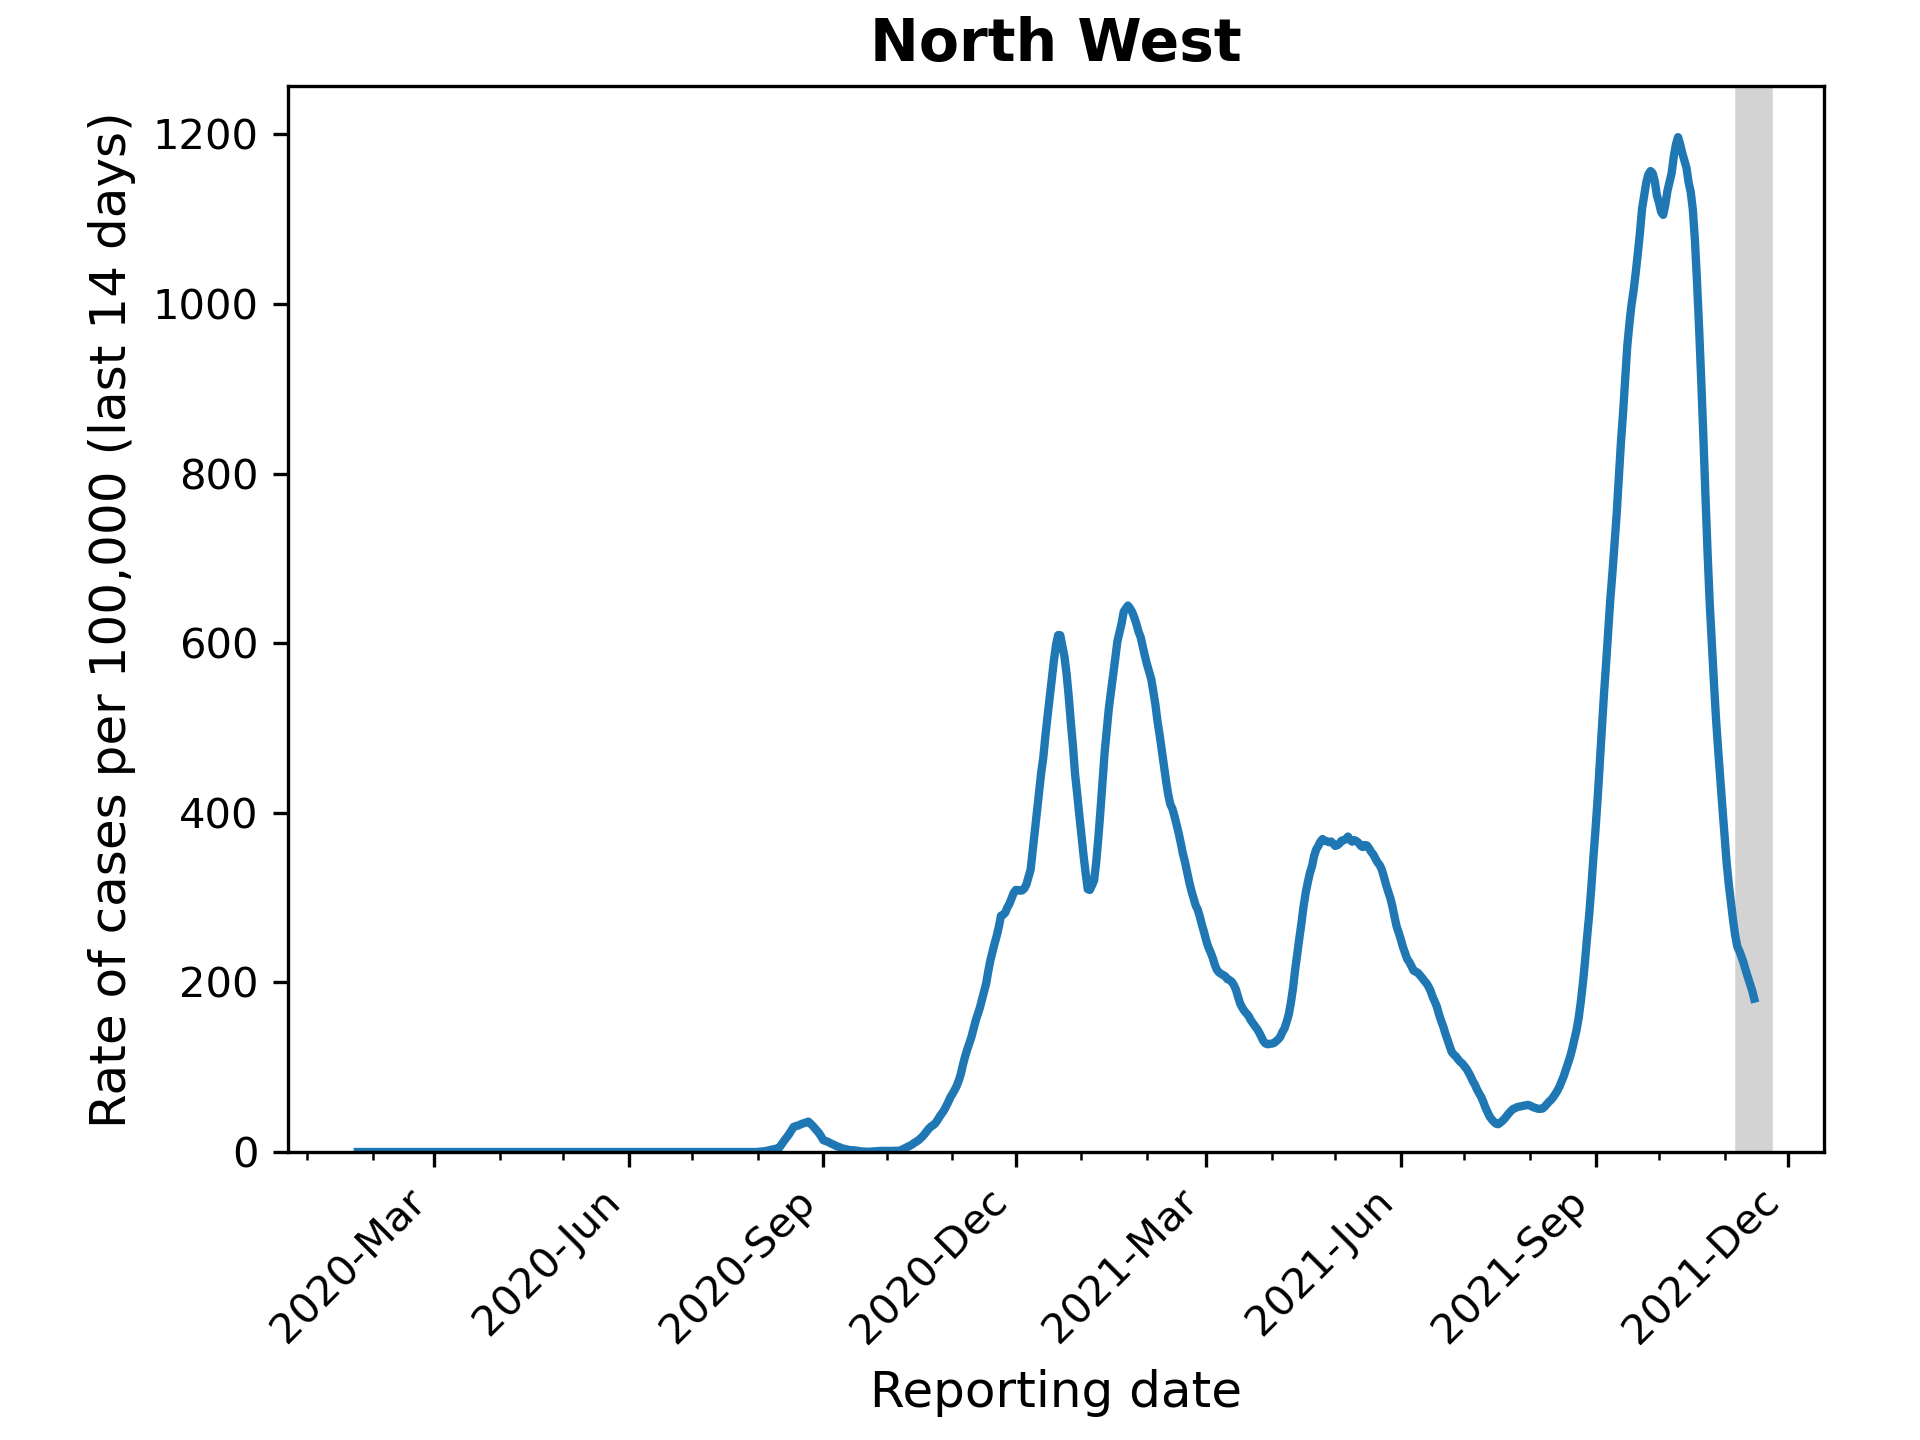 North West
Rate of cases per 100,000 (last 14 days)
1200
1000
800
600
400
200
0
2020-Mar
2020-Jun
2020-Sep
2020-Dec
2021-Mar
2021-Jun
2021-Sep
2021-Dec
Reporting date